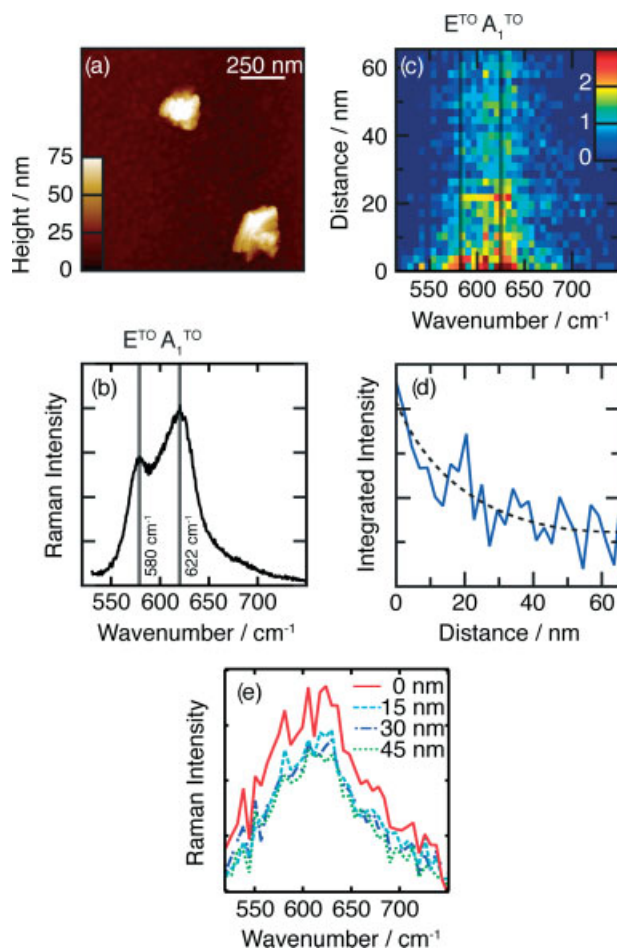 E^TO A₁^TO
(a)
250 nm
Height / nm
75
50
25
0
(c)
2
1
0
Distance / nm
60
40
20
0
550 600 650 700
Wavenumber / cm⁻¹
E^TO A₁^TO
(b)
Raman Intensity
580 cm⁻¹
622 cm⁻¹
550 600 650 700
Wavenumber / cm⁻¹
(d)
Integrated Intensity
0 20 40 60
Distance / nm
(e)
0 nm
15 nm
30 nm
45 nm
Raman Intensity
550 600 650 700
Wavenumber / cm⁻¹